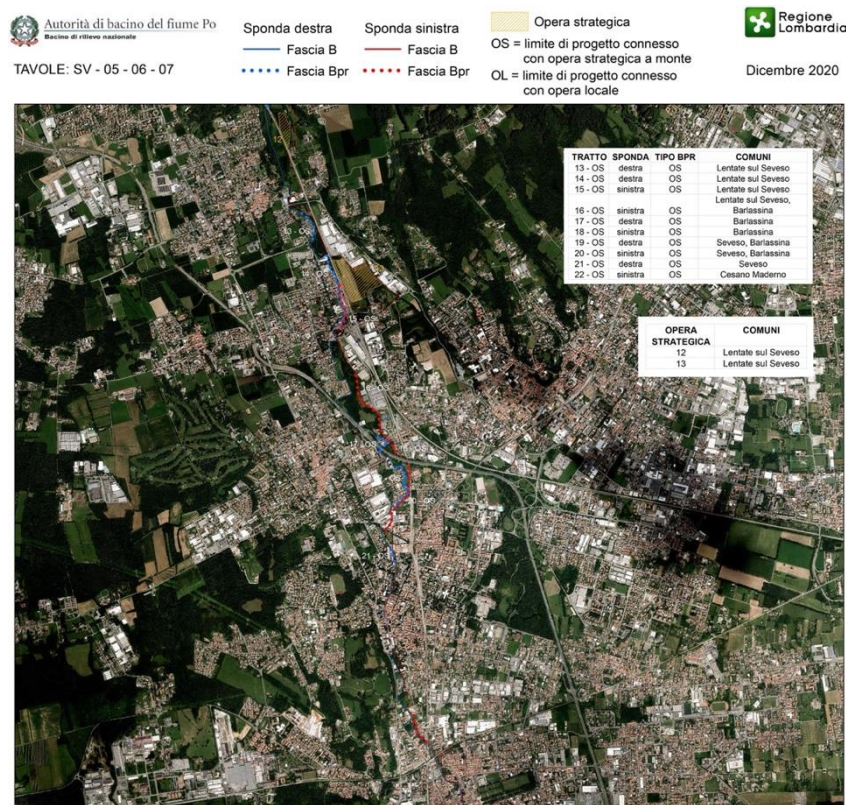 Autorità di bacino del fiume Po
Bacino di rilievo nazionale
TAVOLE: SV - 05 - 06 - 07
Sponda destra
Fascia B
Fascia Bpr
Sponda sinistra
Fascia B
Fascia Bpr
Opera strategica
OS = limite di progetto connesso
con opera strategica a monte
OL = limite di progetto connesso
con opera locale
Regione
Lombardia
Dicembre 2020
TRATTO SPONDA TIPO BPR COMUNI
13 - OS destra OS Lentate sul Seveso
14 - OS destra OS Lentate sul Seveso
15 - OS sinistra OS Lentate sul Seveso
Lentate sul Seveso,
16 - OS sinistra OS Barlassina
17 - OS destra OS Barlassina
18 - OS sinistra OS Barlassina
19 - OS destra OS Seveso, Barlassina
20 - OS sinistra OS Seveso, Barlassina
21 - OS destra OS Seveso
22 - OS sinistra OS Cesano Maderno
OPERA COMUNI
STRATEGICA
12 Lentate sul Seveso
13 Lentate sul Seveso
12